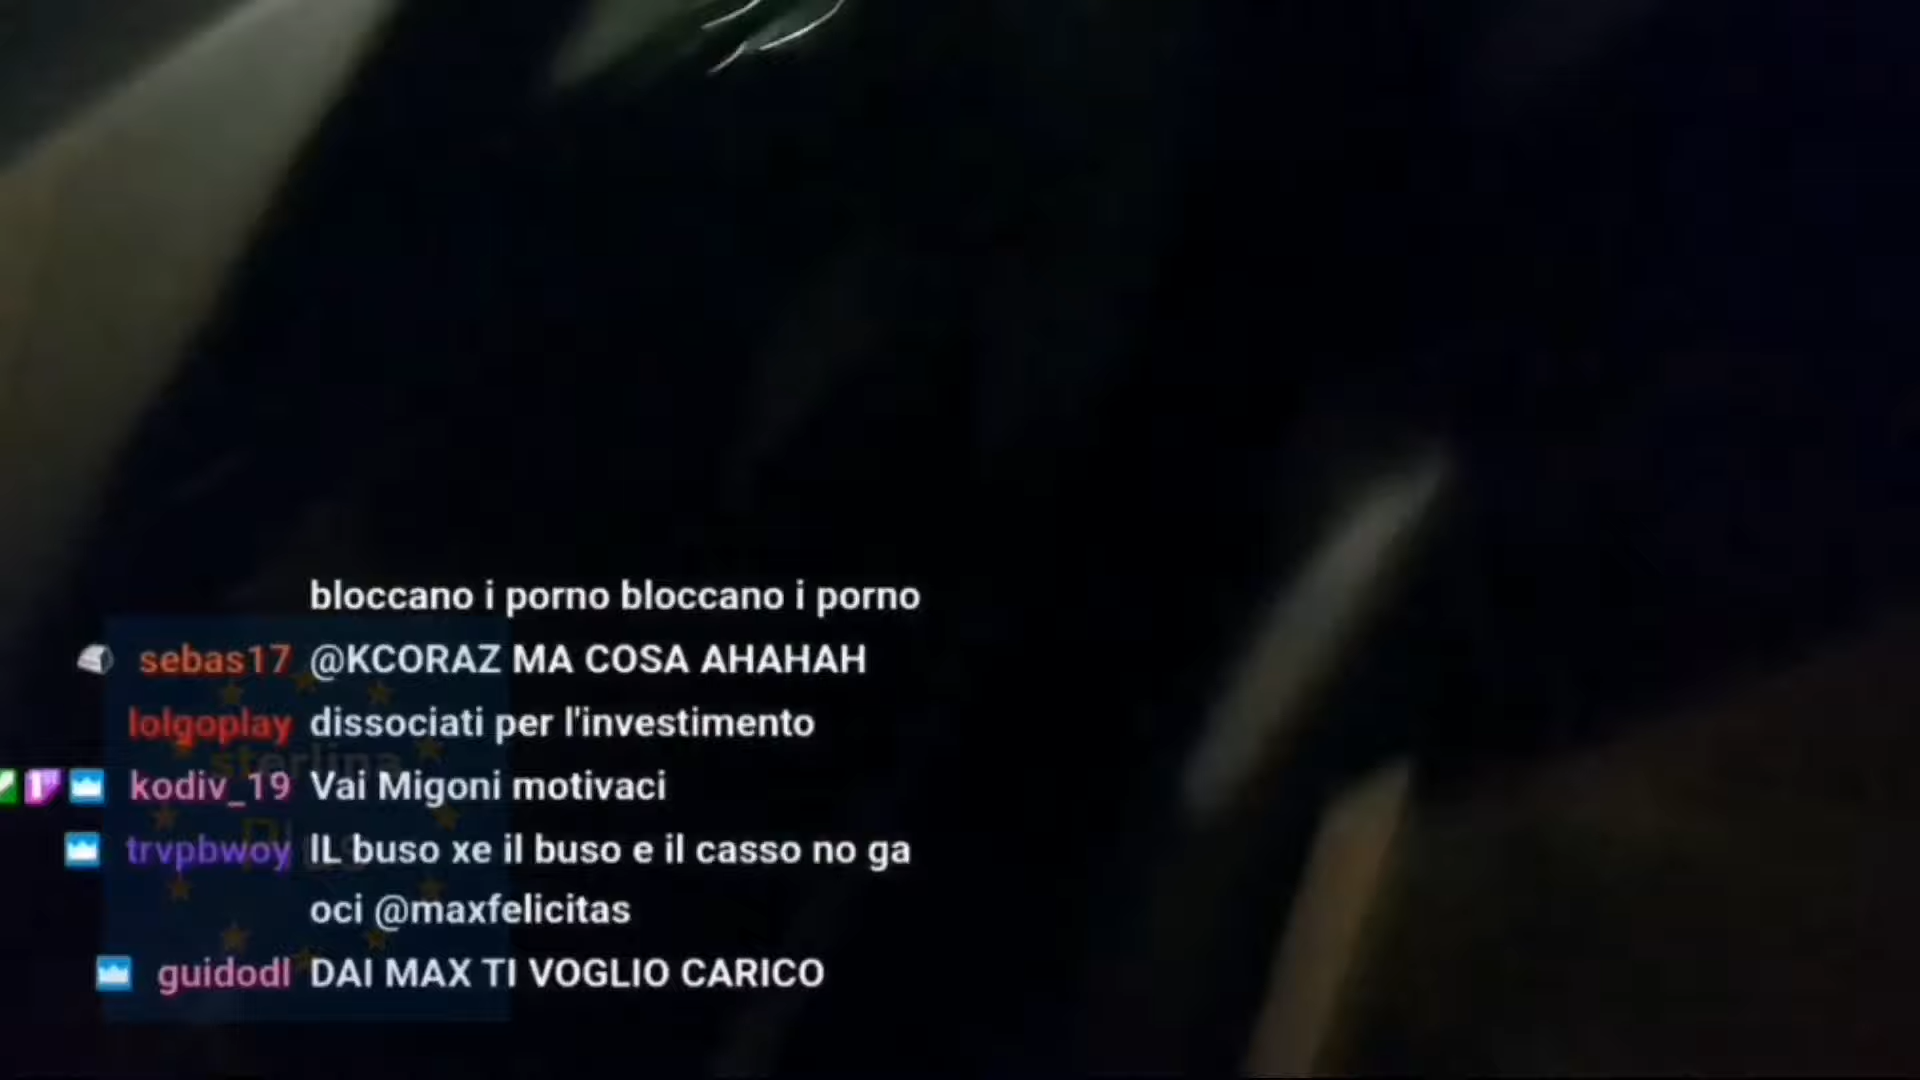 bloccano i porno bloccano i porno
sebas17 @KCORAZ MA COSA AHAHAH
lolgoplay dissociati per l'investimento
sterlina
kodiv_19 Vai Migoni motivaci
trvpbwoy IL buso xe il buso e il casso no ga
oci @maxfelicitas
guidodl DAI MAX TI VOGLIO CARICO